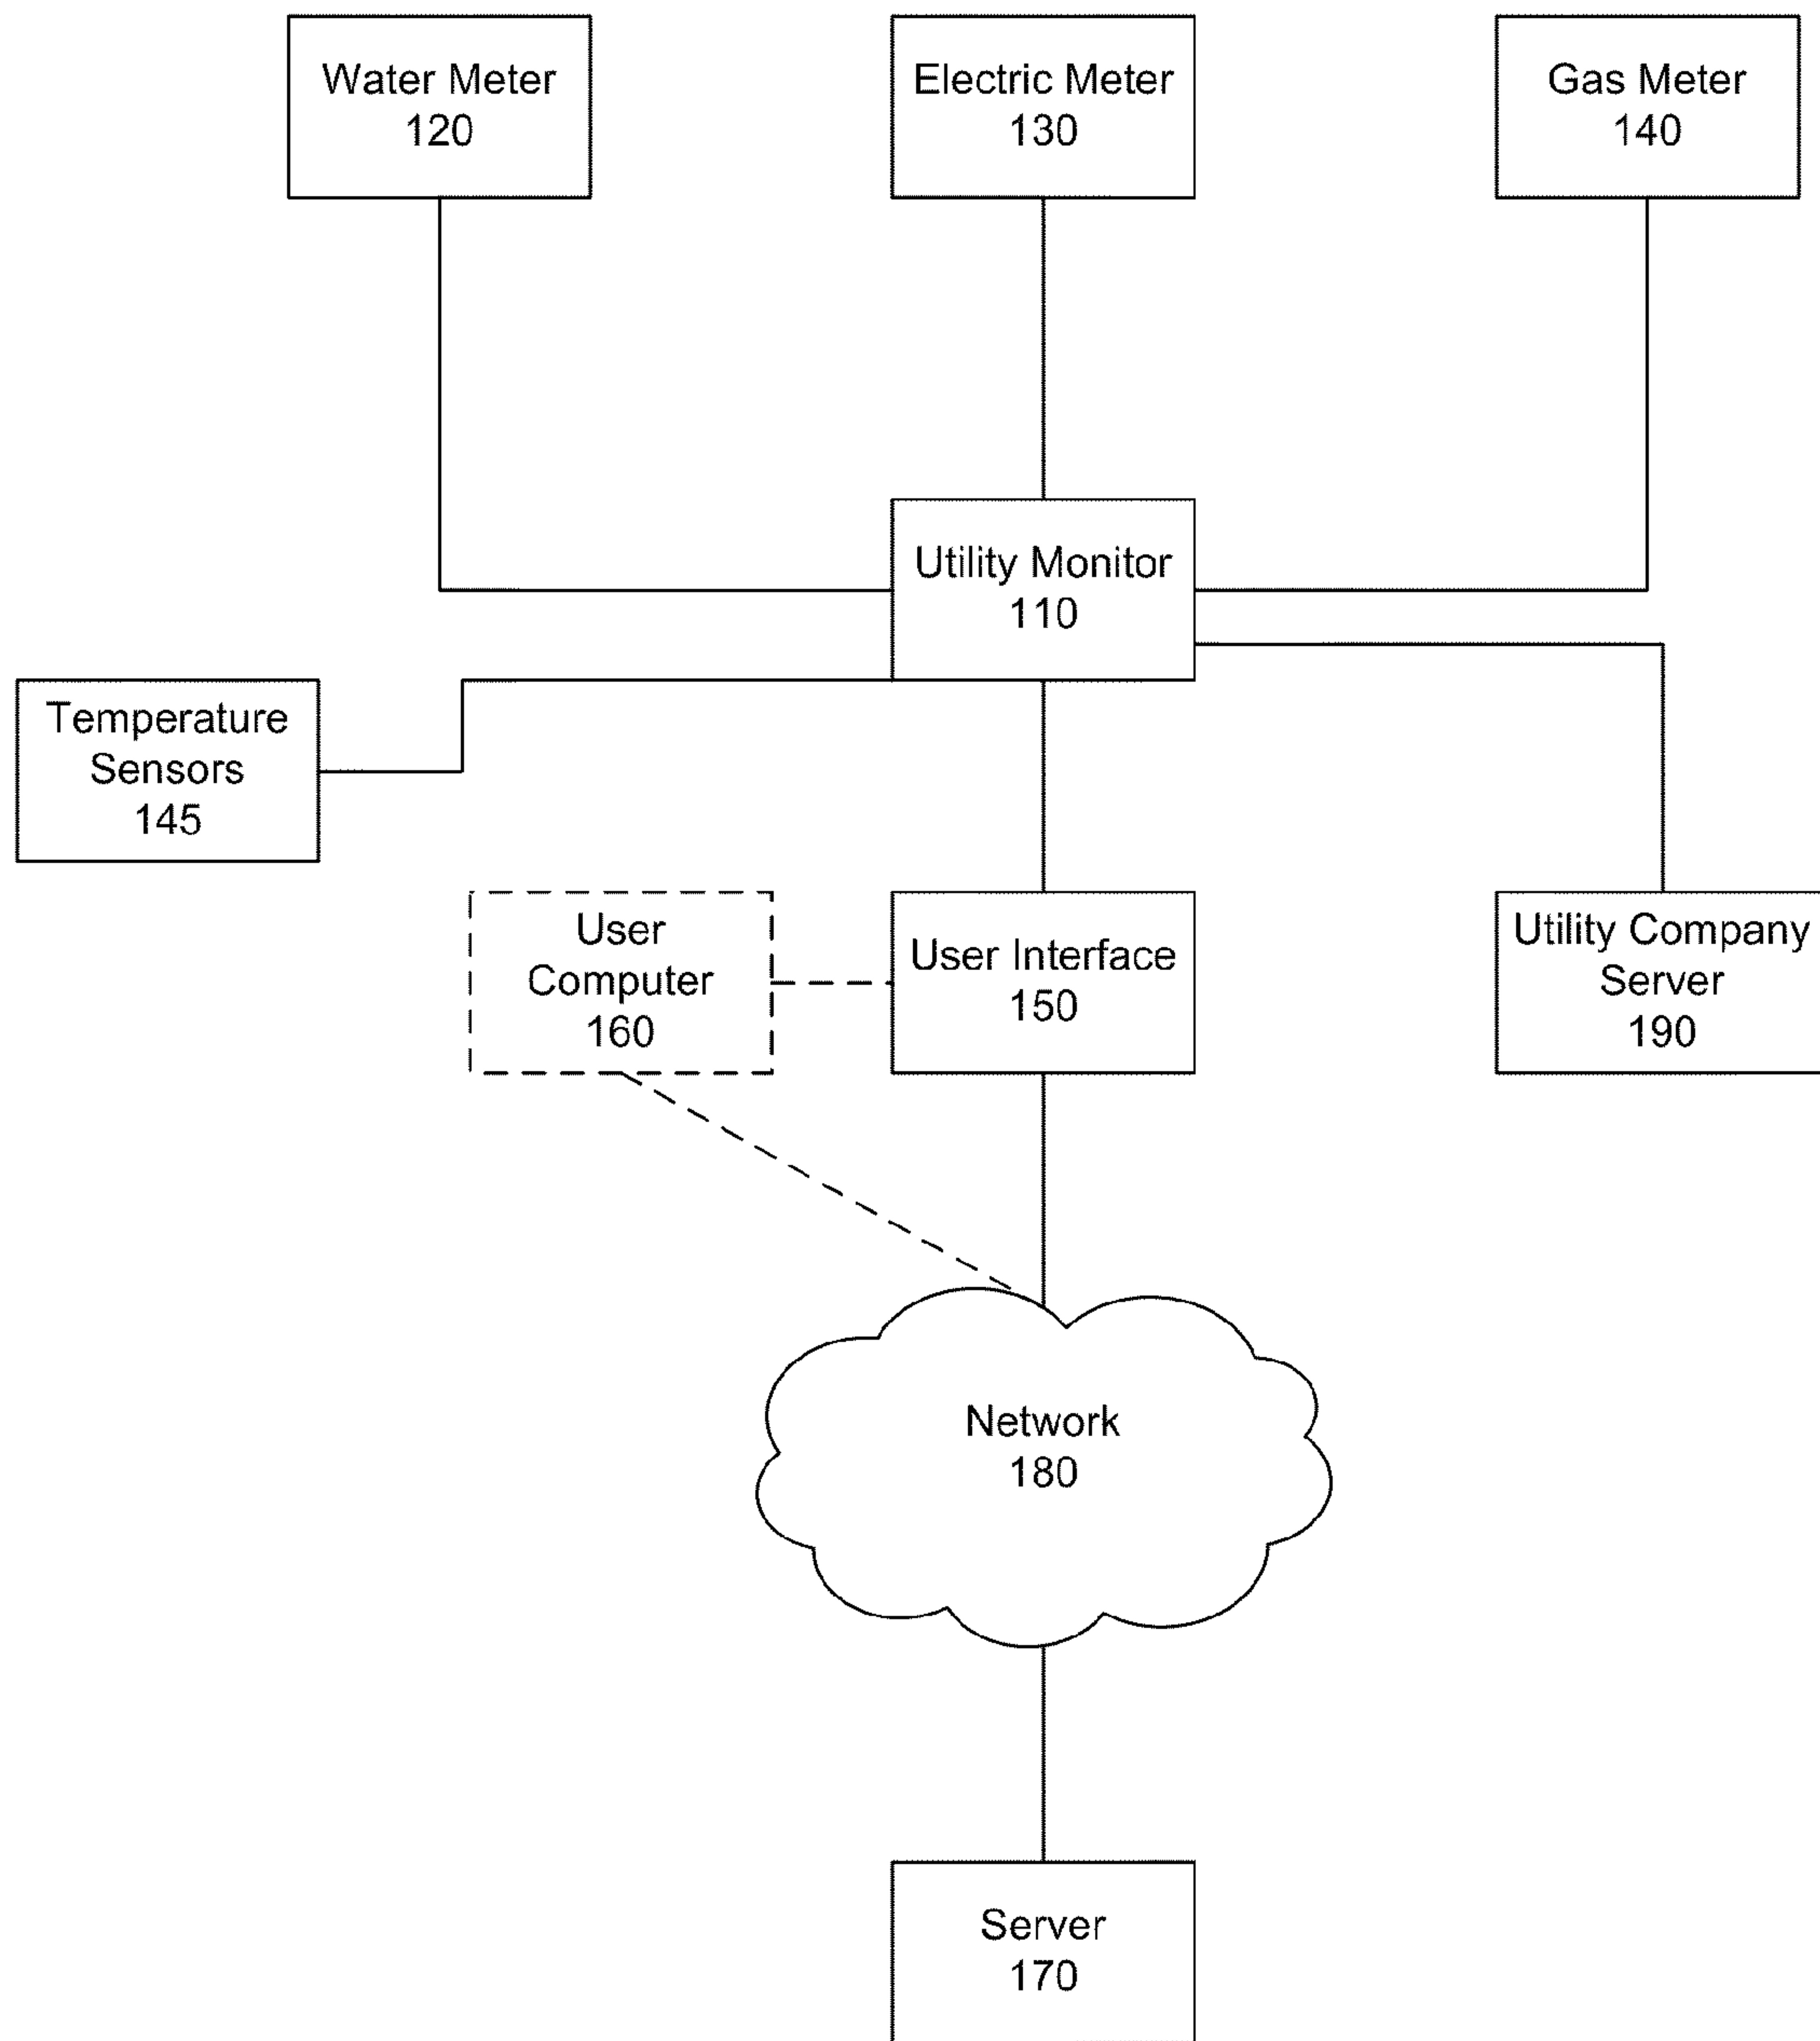 Water Meter
120
Electric Meter
130
Gas Meter
140
Utility Monitor
110
Temperature
Sensors
145
User
Computer
160
User Interface
150
Utility Company
Server
190
Network
180
Server
170